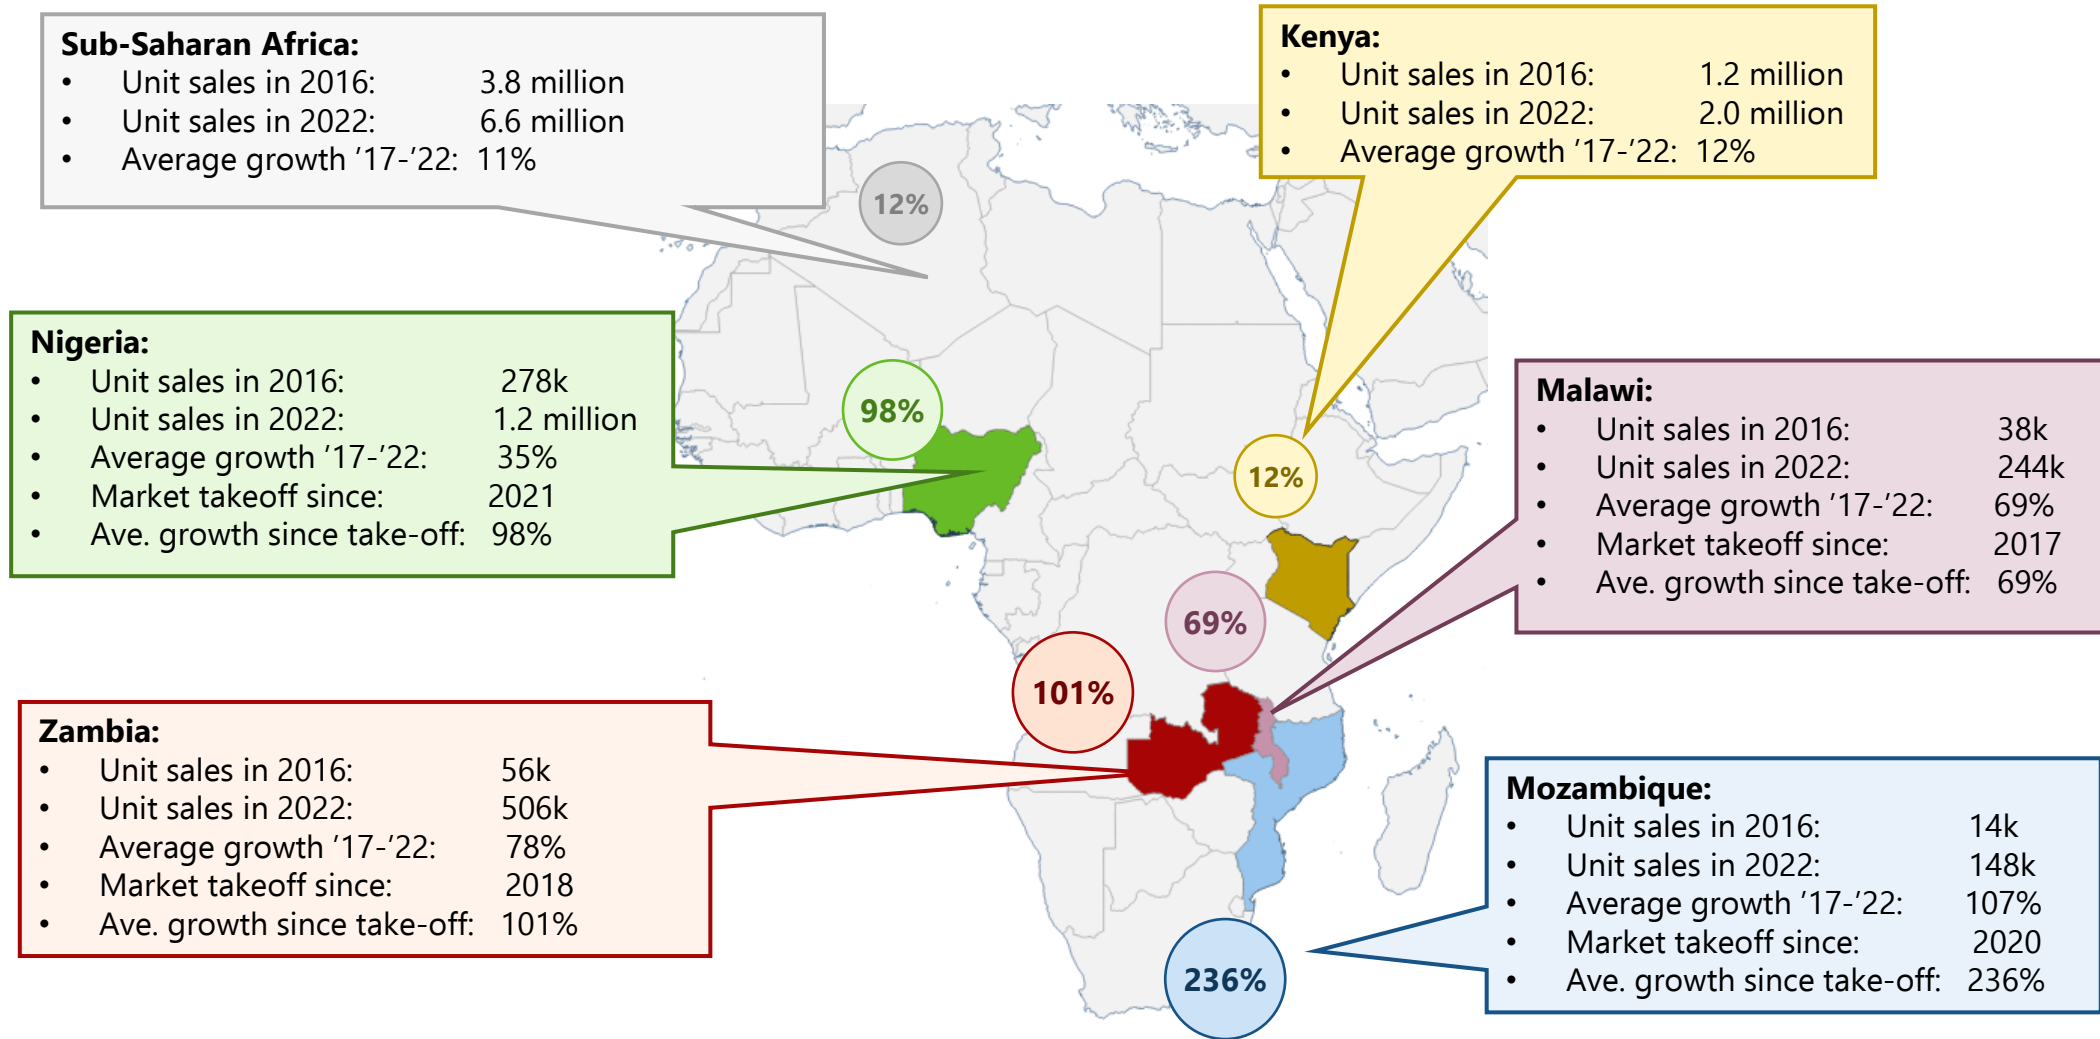 Sub-Saharan Africa:
• Unit sales in 2016: 3.8 million
• Unit sales in 2022: 6.6 million
• Average growth ’17-’22: 11%
Kenya:
• Unit sales in 2016: 1.2 million
• Unit sales in 2022: 2.0 million
• Average growth ’17-’22: 12%
12%
Nigeria:
• Unit sales in 2016: 278k
• Unit sales in 2022: 1.2 million
• Average growth ’17-’22: 35%
• Market takeoff since: 2021
• Ave. growth since take-off: 98%
98%
12%
Malawi:
• Unit sales in 2016: 38k
• Unit sales in 2022: 244k
• Average growth ’17-’22: 69%
• Market takeoff since: 2017
• Ave. growth since take-off: 69%
69%
101%
Zambia:
• Unit sales in 2016: 56k
• Unit sales in 2022: 506k
• Average growth ’17-’22: 78%
• Market takeoff since: 2018
• Ave. growth since take-off: 101%
Mozambique:
• Unit sales in 2016: 14k
• Unit sales in 2022: 148k
• Average growth ’17-’22: 107%
• Market takeoff since: 2020
• Ave. growth since take-off: 236%
236%